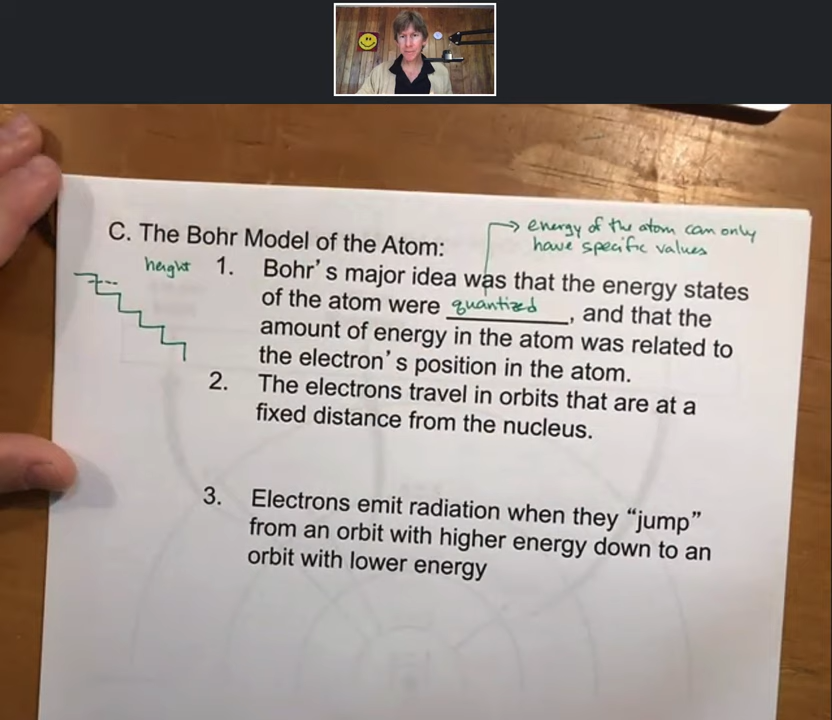 C. The Bohr Model of the Atom:
→ energy of the atom can only
have specific values
height
1. Bohr's major idea was that the energy states
of the atom were quantized, and that the
amount of energy in the atom was related to
the electron's position in the atom.
2. The electrons travel in orbits that are at a
fixed distance from the nucleus.
3. Electrons emit radiation when they “jump”
from an orbit with higher energy down to an
orbit with lower energy